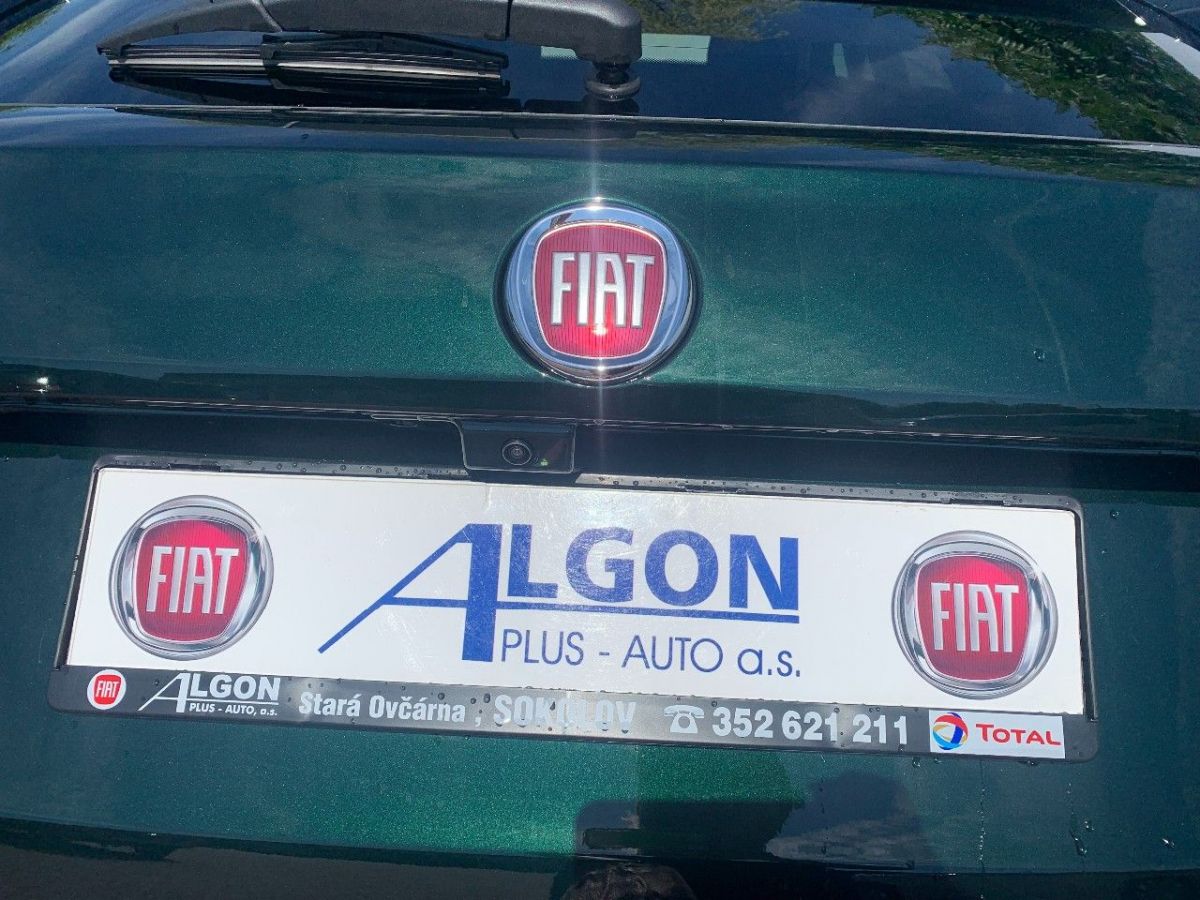 FIAT
FIAT
ALGON
PLUS - AUTO a.s.
FIAT
FIAT
ALGON
PLUS - AUTO, a.s.
Stará Ovčárna , SOKOLOV ☎ 352 621 211
TOTAL